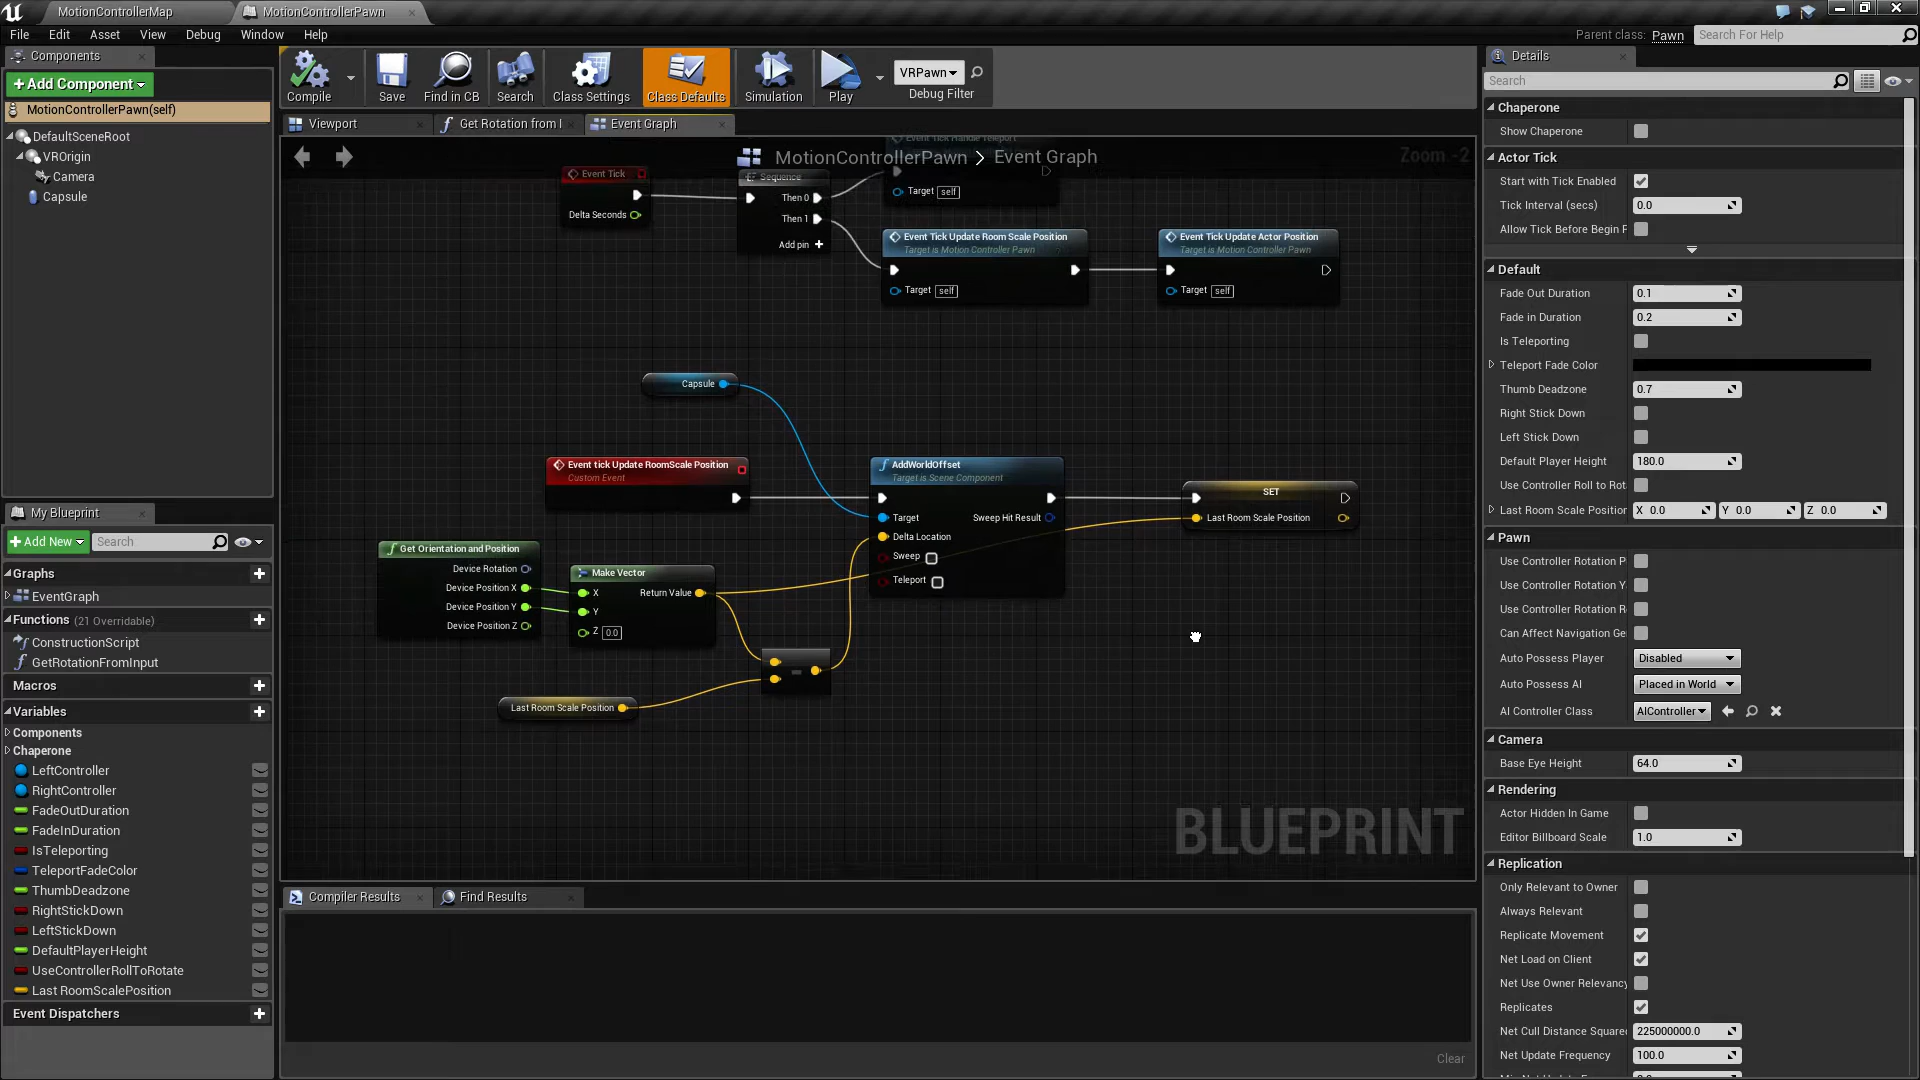 MotionControllerMap
MotionControllerPawn
File Edit Asset View Debug Window Help
Parent class: Pawn
Search For Help
Components
+Add Component
MotionControllerPawn(self)
DefaultSceneRoot
VROrigin
Camera
Capsule
My Blueprint
+Add New
Search
Graphs
EventGraph
Functions (21 Overridable)
ConstructionScript
GetRotationFromInput
Macros
Variables
Components
Chaperone
LeftController
RightController
FadeOutDuration
FadeInDuration
IsTeleporting
TeleportFadeColor
ThumbDeadzone
RightStickDown
LeftStickDown
DefaultPlayerHeight
UseControllerRollToRotate
Last RoomScalePosition
Event Dispatchers
Compile
Save
Find in CB
Search
Class Settings
Class Defaults
Simulation
Play
VRPawn
Debug Filter
Viewport
Get Rotation from I
Event Graph
MotionControllerPawn > Event Graph
Zoom -2
Event Tick Handle Teleport
Target self
Event Tick
Delta Seconds
Sequence
Then 0
Then 1
Add pin +
Event Tick Update Room Scale Position
Target is Motion Controller Pawn
Target self
Event Tick Update Actor Position
Target is Motion Controller Pawn
Target self
Capsule
Event tick Update RoomScale Position
Custom Event
AddWorldOffset
Target is Scene Component
Target
Sweep Hit Result
Delta Location
Sweep
Teleport
SET
Last Room Scale Position
Get Orientation and Position
Device Rotation
Device Position X
Device Position Y
Device Position Z
Make Vector
X
Return Value
Y
Z 0.0
Last Room Scale Position
BLUEPRINT
Compiler Results
Find Results
Clear
Details
Search
Chaperone
Show Chaperone
Actor Tick
Start with Tick Enabled
Tick Interval (secs) 0.0
Allow Tick Before Begin F
Default
Fade Out Duration 0.1
Fade in Duration 0.2
Is Teleporting
Teleport Fade Color
Thumb Deadzone 0.7
Right Stick Down
Left Stick Down
Default Player Height 180.0
Use Controller Roll to Rot
Last Room Scale Position X 0.0 Y 0.0 Z 0.0
Pawn
Use Controller Rotation P
Use Controller Rotation Y
Use Controller Rotation R
Can Affect Navigation Ge
Auto Possess Player Disabled
Auto Possess AI Placed in World
AI Controller Class AIController
Camera
Base Eye Height 64.0
Rendering
Actor Hidden In Game
Editor Billboard Scale 1.0
Replication
Only Relevant to Owner
Always Relevant
Replicate Movement
Net Load on Client
Net Use Owner Relevancy
Replicates
Net Cull Distance Square 225000000.0
Net Update Frequency 100.0